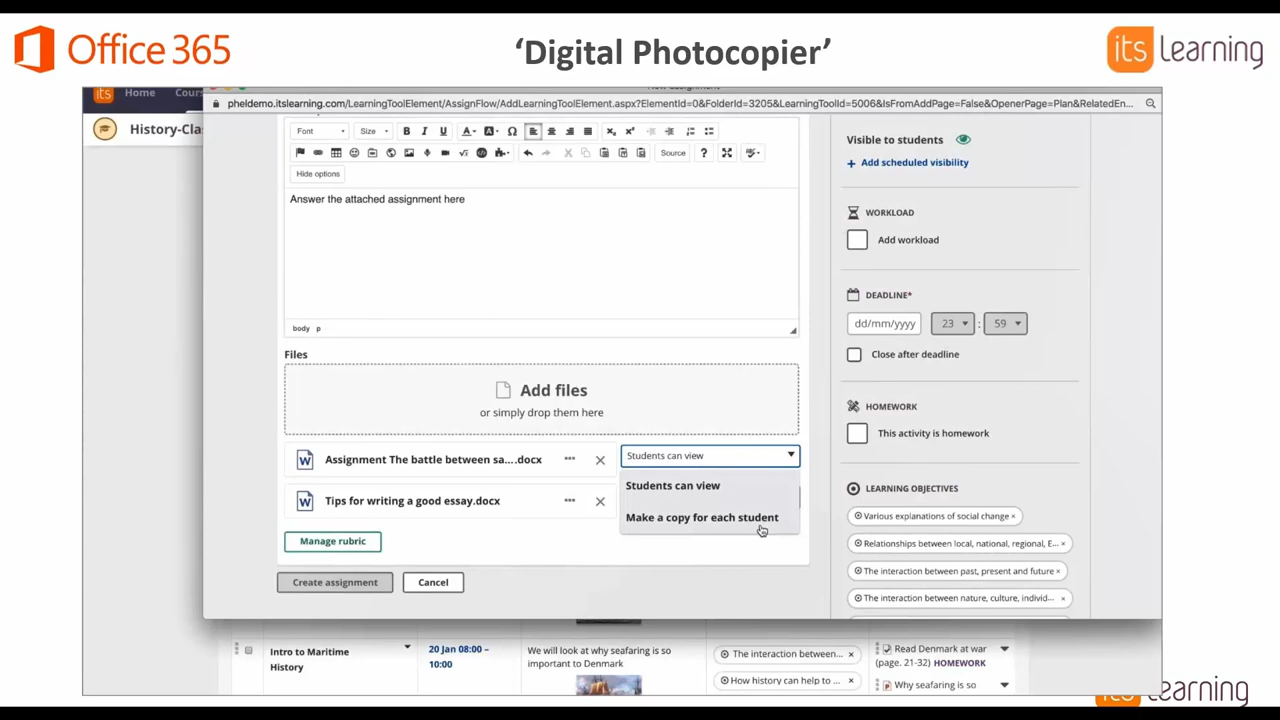 Office 365
‘Digital Photocopier’
its learning
its
Home
Cours
History-Clas
pheldemo.itslearning.com/LearningToolElement/AssignFlow/AddLearningToolElement.aspx?ElementId=0&FolderId=3205&LearningToolId=5006&IsFromAddPage=False&OpenerPage=Plan&RelatedEn...
Font
Size
B
I
U
A
A
Ω
Source
?
Hide options
Answer the attached assignment here
body p
Files
Add files
or simply drop them here
Assignment The battle between sa....docx
Students can view
Students can view
Make a copy for each student
Tips for writing a good essay.docx
Manage rubric
Create assignment
Cancel
Visible to students
+ Add scheduled visibility
WORKLOAD
Add workload
DEADLINE*
dd/mm/yyyy
23 : 59
Close after deadline
HOMEWORK
This activity is homework
LEARNING OBJECTIVES
Various explanations of social change ×
Relationships between local, national, regional, E... ×
The interaction between past, present and future ×
The interaction between nature, culture, individ... ×
Intro to Maritime
History
20 Jan 08:00 –
10:00
We will look at why seafaring is so
important to Denmark
The interaction between... ×
How history can help to ... ×
Read Denmark at war
(page. 21-32) HOMEWORK
Why seafaring is so
its learning